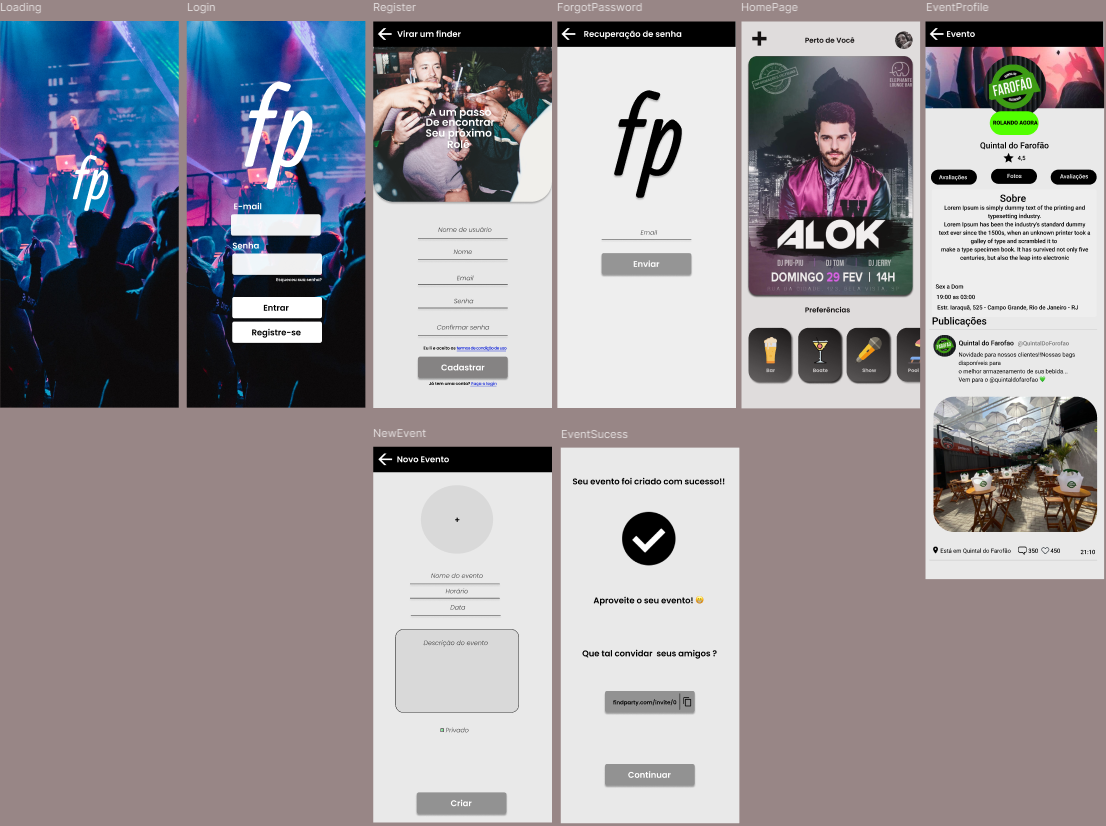 Loading
fp
Login
fp
E-mail
Senha
Esqueceu sua senha?
Entrar
Registre-se
Register
Virar um finder
A um passo
De encontrar
Seu próximo
Rolê
Nome de usuário
Nome
Email
Senha
Confirmar senha
Eu li e aceito os termos de condição de uso
Cadastrar
Já tem uma conta? Faça o login
ForgotPassword
Recuperação de senha
fp
Email
Enviar
HomePage
Perto de Você
ELEPHANTE
LOUNGE BAR
ALOK
DJ PIU-PIU
DJ TOM
DJ JERRY
DOMINGO 29 FEV | 14H
Preferências
Bar
Boate
Show
Pool
EventProfile
Evento
FAROFAO
ROLANDO AGORA
Quintal do Farofão
4,5
Avaliações
Fotos
Avaliações
Sobre
Lorem Ipsum is simply dummy text of the printing and
typesetting industry.
Lorem Ipsum has been the industry's standard dummy
text ever since the 1500s, when an unknown printer took a
galley of type and scrambled it to
make a type specimen book. It has survived not only five
centuries, but also the leap into electronic
Sex a Dom
19:00 as 03:00
Estr. Iaraquã, 525 - Campo Grande, Rio de Janeiro - RJ
Publicações
Quintal do Farofao @QuintalDoFarofao
Novidade para nossos clientes!!Nossas bags
disponíveis para
o melhor armazenamento de sua bebida...
Vem para o @quintaldofarofao 💚
Está em Quintal do Farofão
350
450
21:10
NewEvent
Novo Evento
+
Nome do evento
Horário
Data
Descrição do evento
Privado
Criar
EventSucess
Seu evento foi criado com sucesso!!
Aproveite o seu evento! 😁
Que tal convidar seus amigos ?
findparty.com/invite/0
Continuar